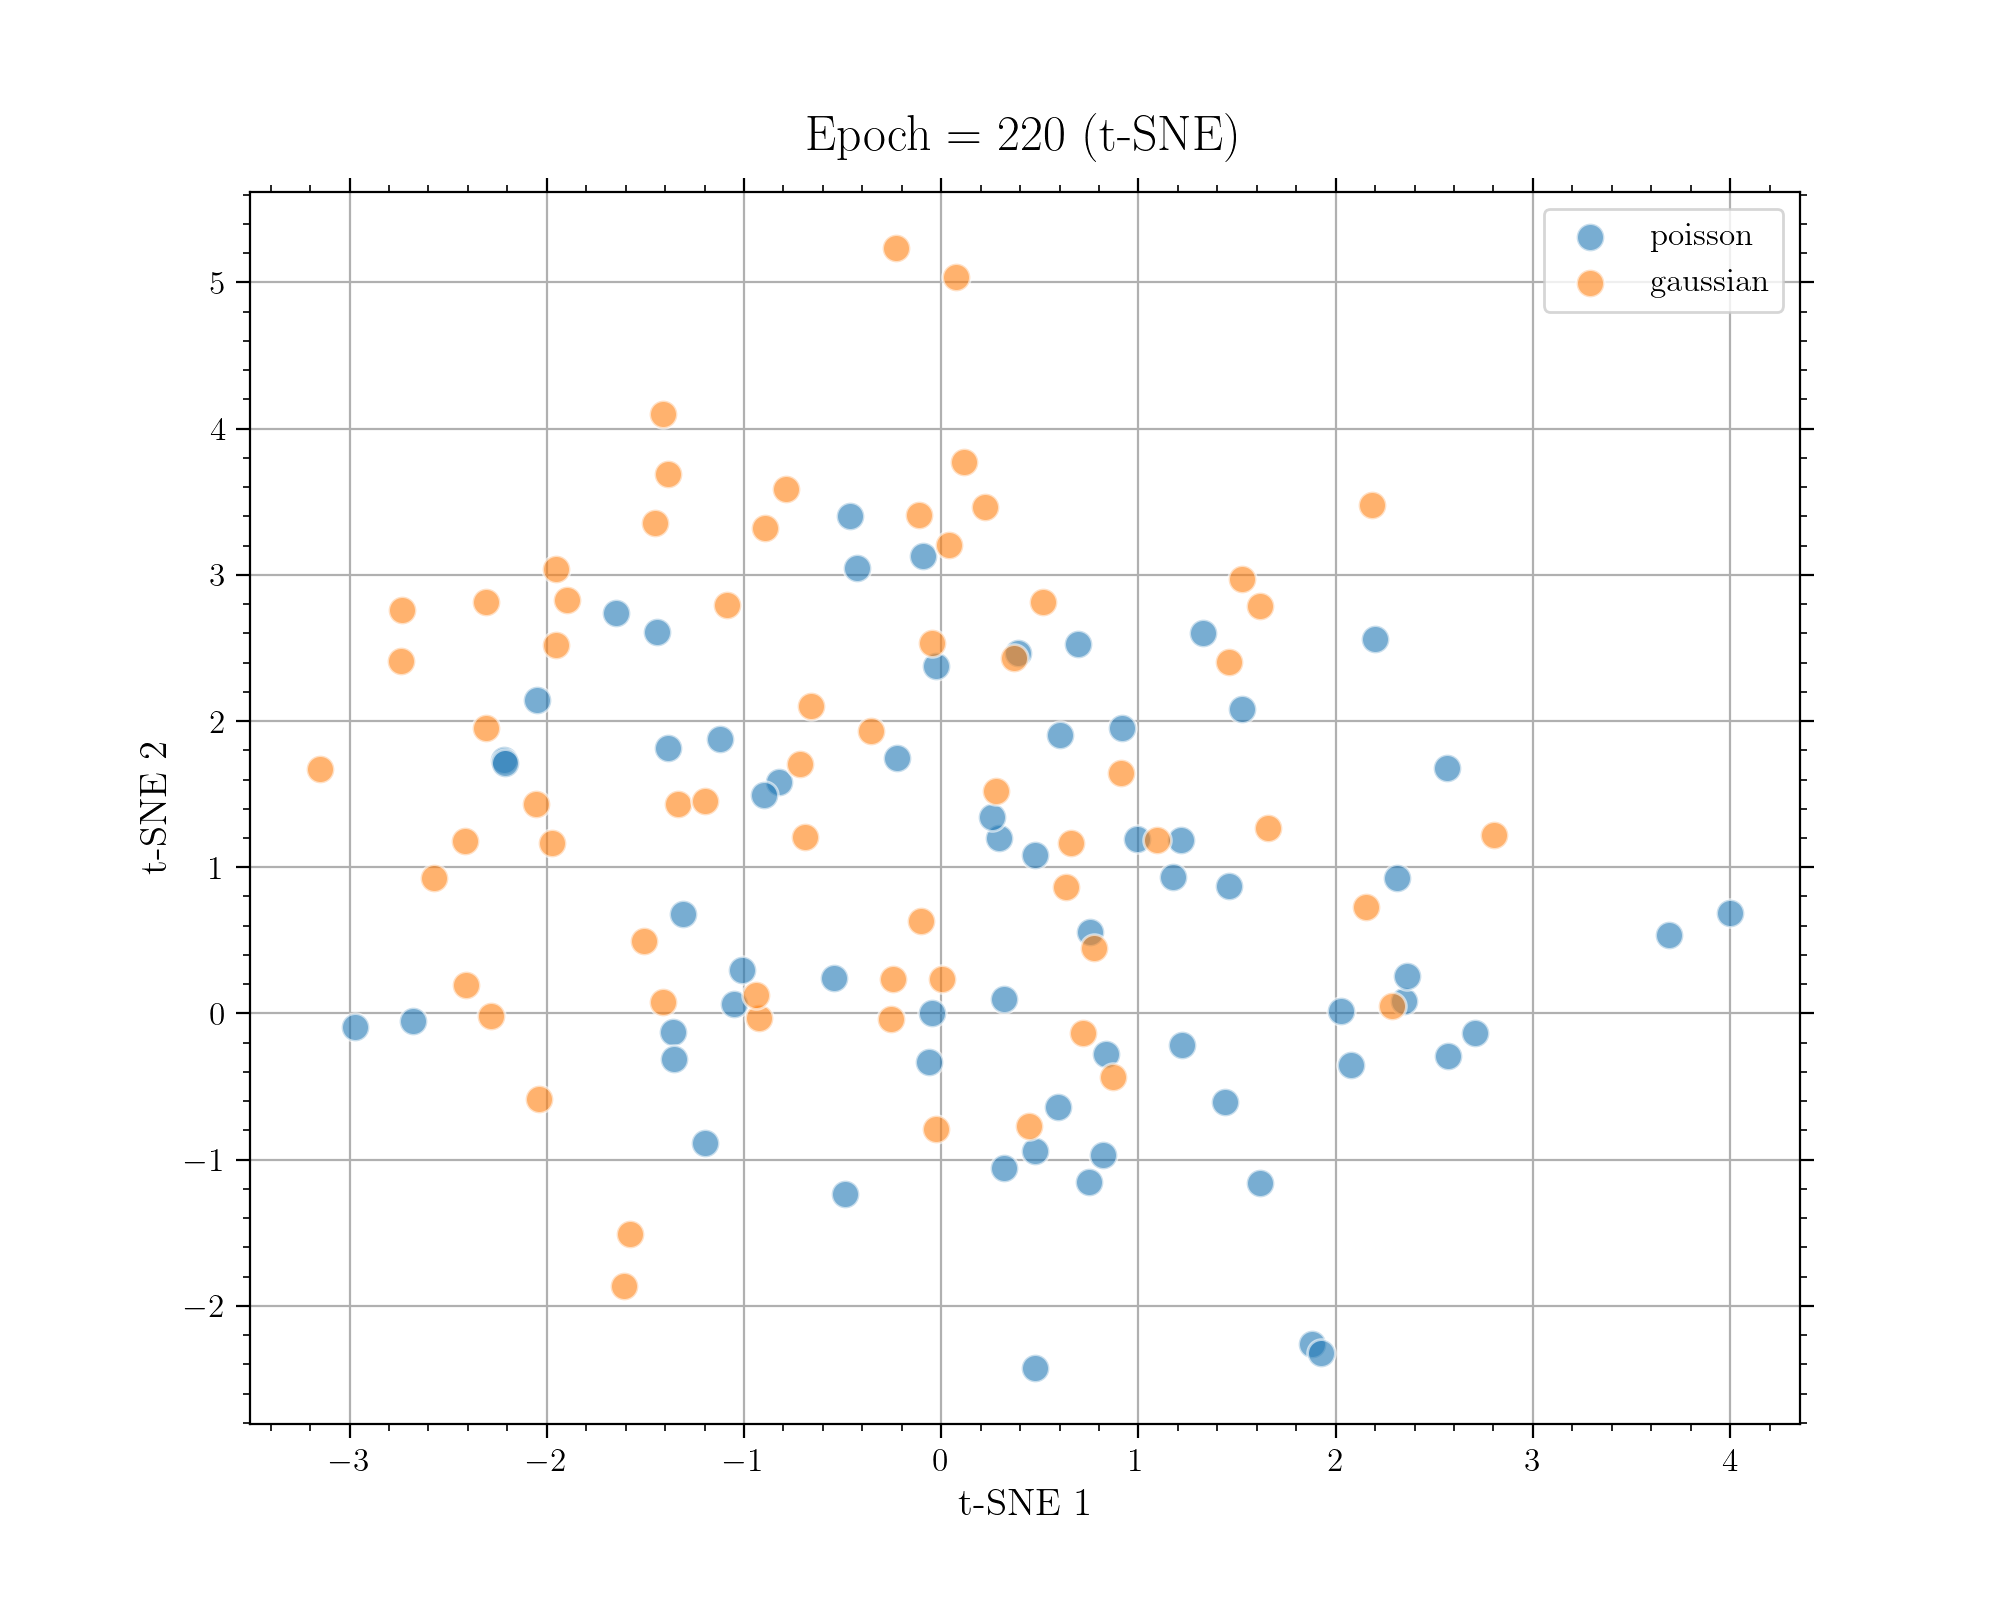 Epoch = 220 (t-SNE)
poisson
gaussian
5
4
3
2
1
0
−1
−2
t-SNE 2
−3 −2 −1 0 1 2 3 4
t-SNE 1